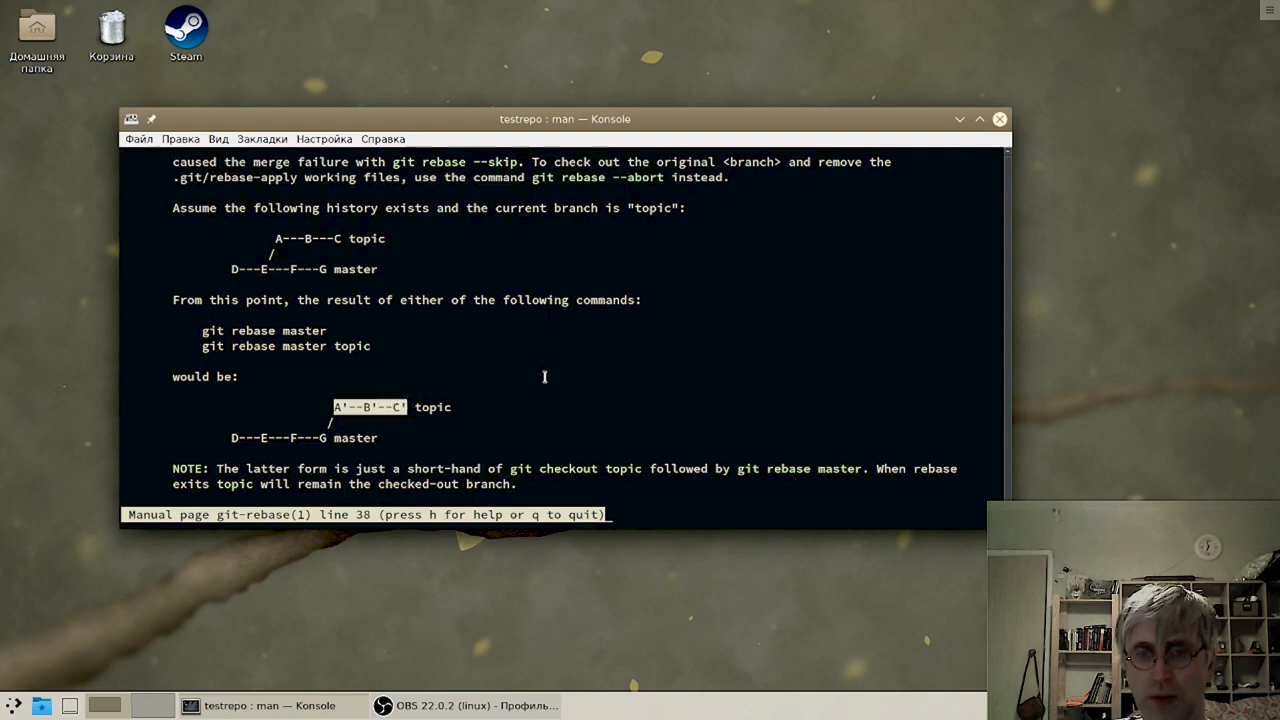 Домашняя
папка
Корзина
Steam
testrepo : man — Konsole
Файл Правка Вид Закладки Настройка Справка
caused the merge failure with git rebase --skip. To check out the original <branch> and remove the
.git/rebase-apply working files, use the command git rebase --abort instead.
Assume the following history exists and the current branch is "topic":
A---B---C topic
/
D---E---F---G master
From this point, the result of either of the following commands:
git rebase master
git rebase master topic
would be:
A'--B'--C' topic
/
D---E---F---G master
NOTE: The latter form is just a short-hand of git checkout topic followed by git rebase master. When rebase
exits topic will remain the checked-out branch.
Manual page git-rebase(1) line 38 (press h for help or q to quit)
testrepo : man — Konsole
OBS 22.0.2 (linux) - Профиль...